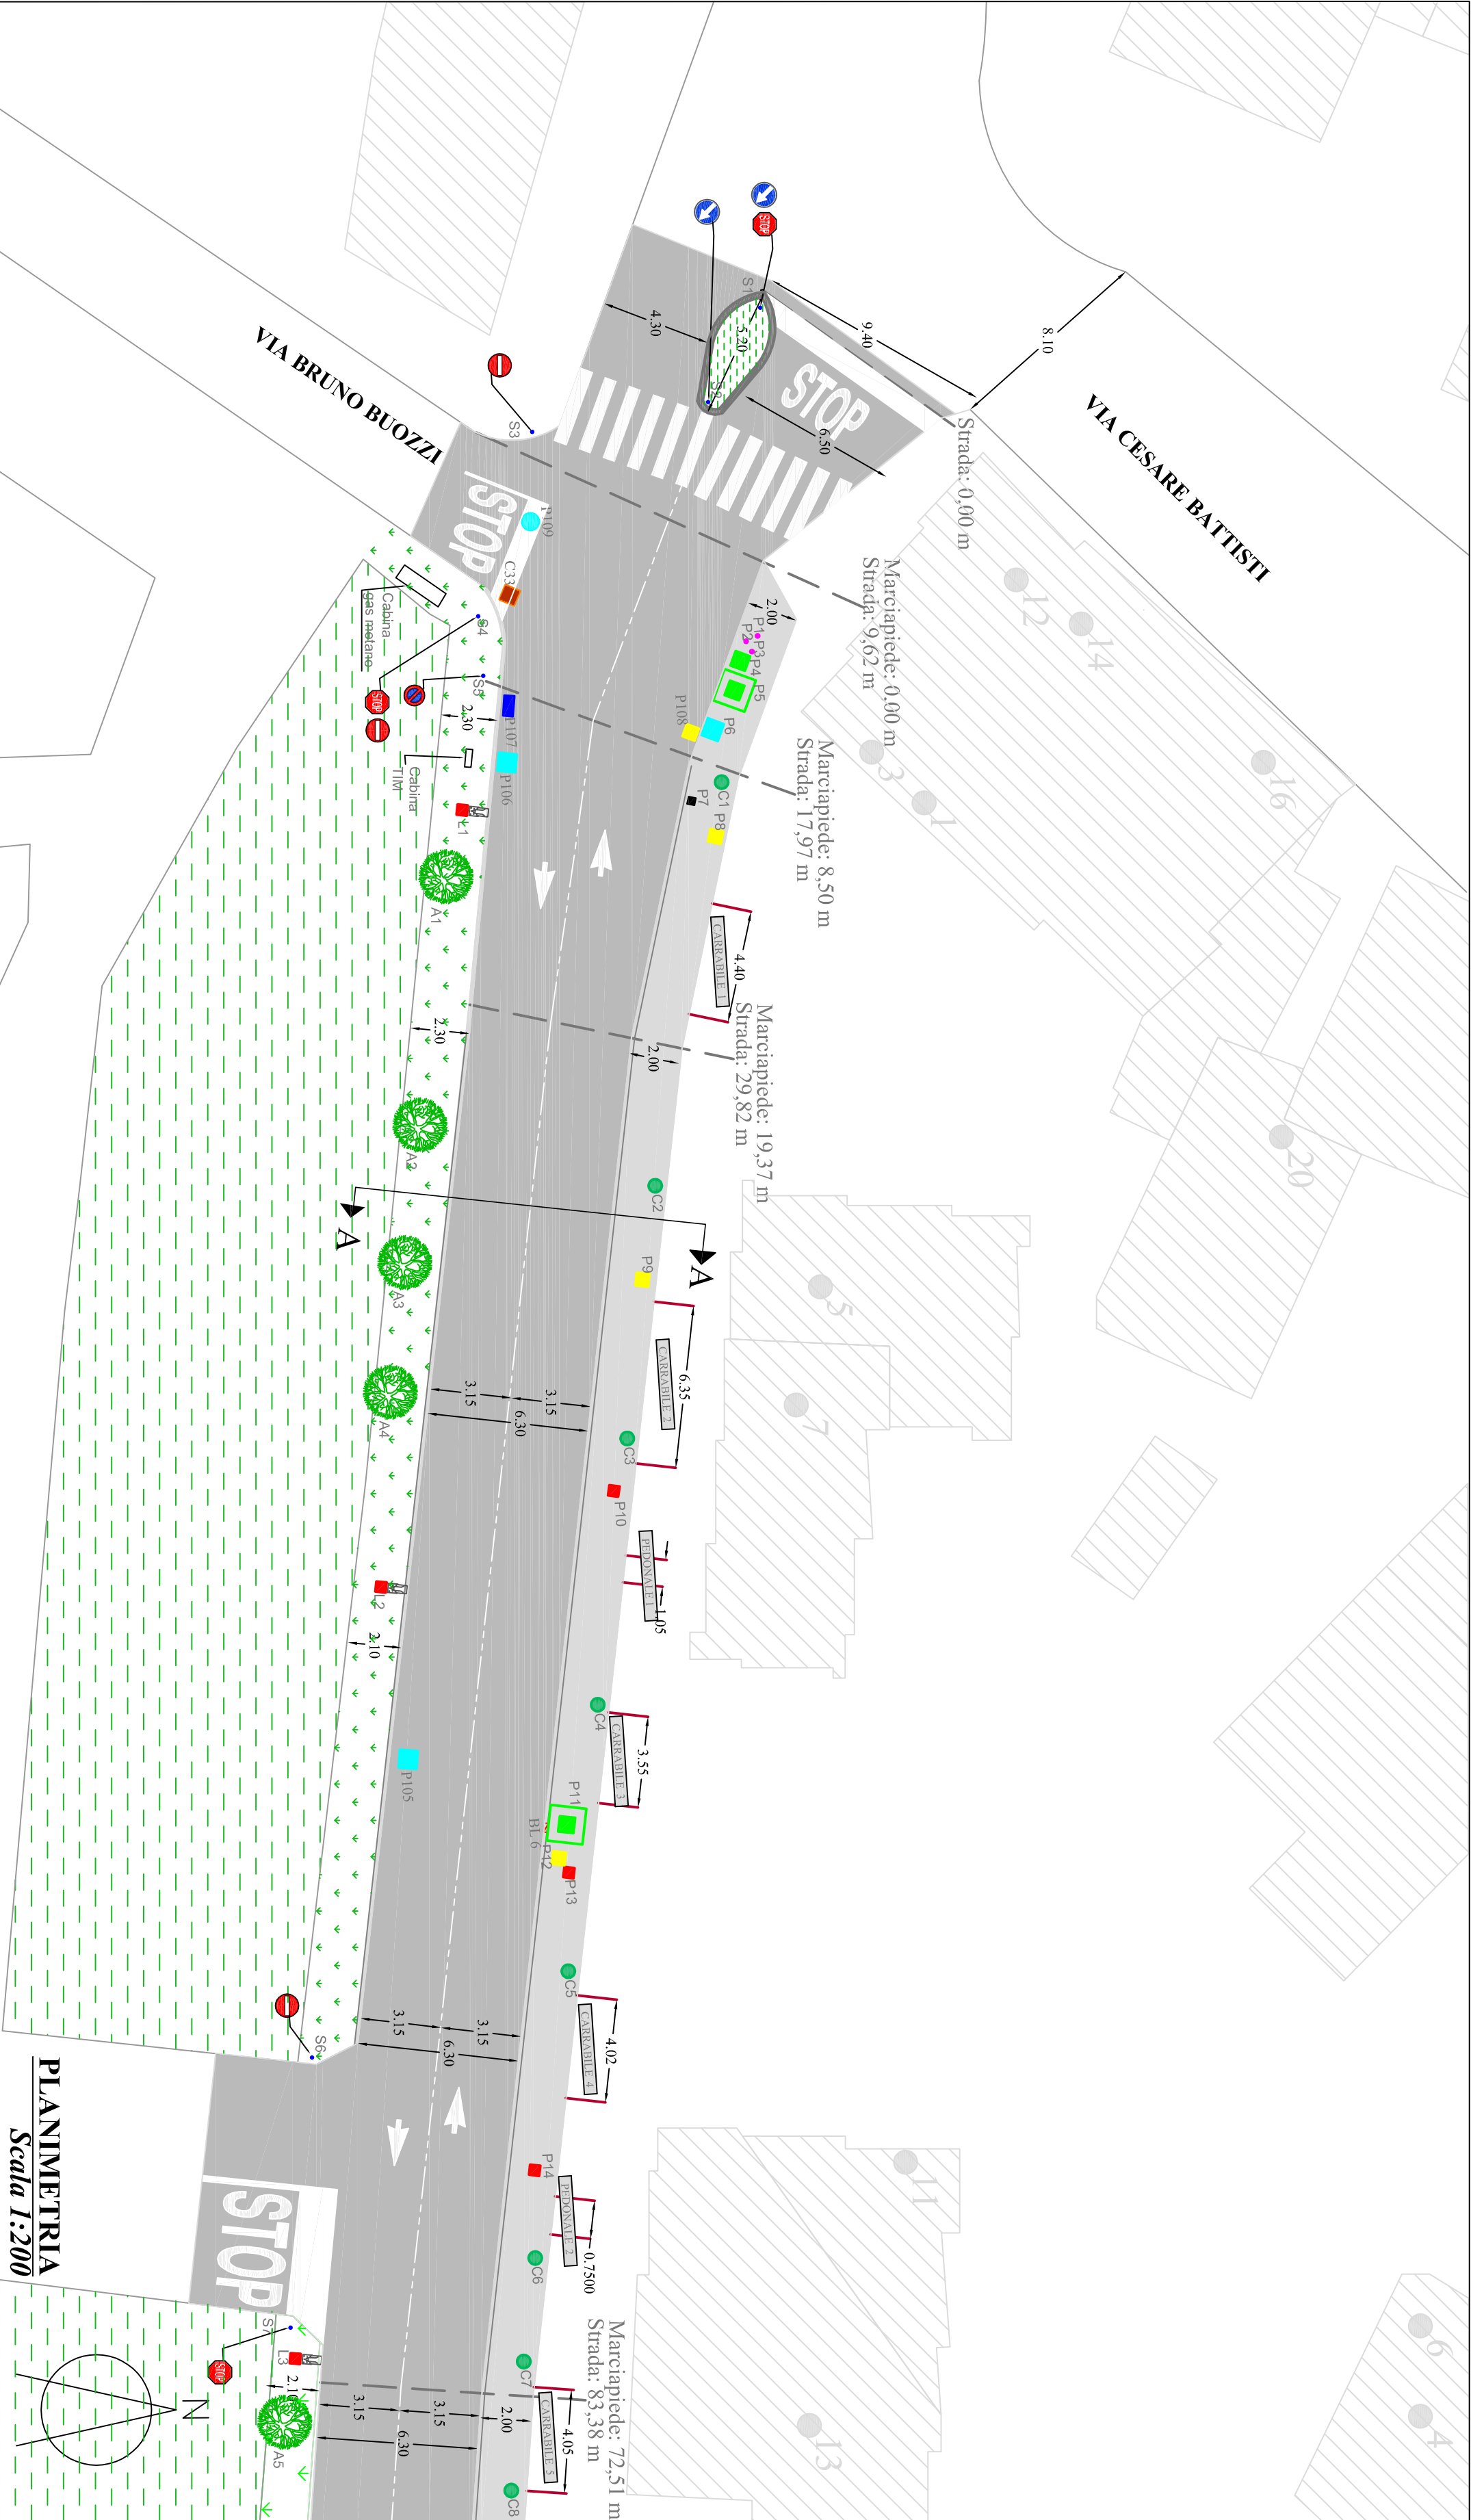 VIA CESARE BATTISTI
VIA BRUNO BUOZZI
STOP
8.10
9.40
4.30
5.20
6.50
S1
S2
STOP
STOP
S3
P109
C33
Strada: 0,00 m
Marciapiede: 0,00 m
Strada: 9,62 m
Marciapiede: 8,50 m
Strada: 17,97 m
Marciapiede: 19,37 m
Strada: 29,82 m
Marciapiede: 72,51 m
Strada: 83,38 m
12
14
16
3
1
20
5
7
11
13
6
4
2.00
P1
P2
P3
P4
P5
P6
P108
C1
P7
P8
Cabina
gas metano
S4
S5
STOP
2.30
P107
P106
Cabina
TIM
L1
A1
CARRABILE 1
4.40
2.30
2.00
A2
C2
A
A
P9
A3
CARRABILE 2
6.35
A4
3.15
3.15
6.30
C3
P10
PEDONALE 1
1.05
L2
2.10
C4
CARRABILE 3
3.55
P105
P11
BL 6
P12
P13
C5
CARRABILE 4
4.02
S6
3.15
3.15
6.30
P14
PEDONALE 2
0.7500
C6
STOP
S7
STOP
L3
2.10
A5
C7
3.15
3.15
6.30
2.00
CARRABILE 5
4.05
C8
N
PLANIMETRIA
Scala 1:200